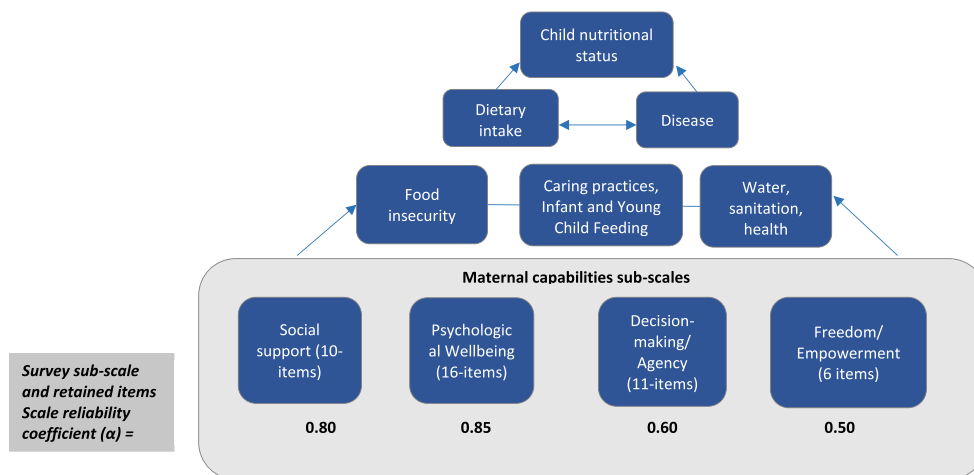 Child nutritional
status
Dietary
intake
Disease
Food
insecurity
Caring practices,
Infant and Young
Child Feeding
Water,
sanitation,
health
Maternal capabilities sub-scales
Social
support (10-
items)
Psychologic
al Wellbeing
(16-items)
Decision-
making/
Agency
(11-items)
Freedom/
Empowerment
(6 items)
Survey sub-scale
and retained items
Scale reliability
coefficient (α) =
0.80
0.85
0.60
0.50